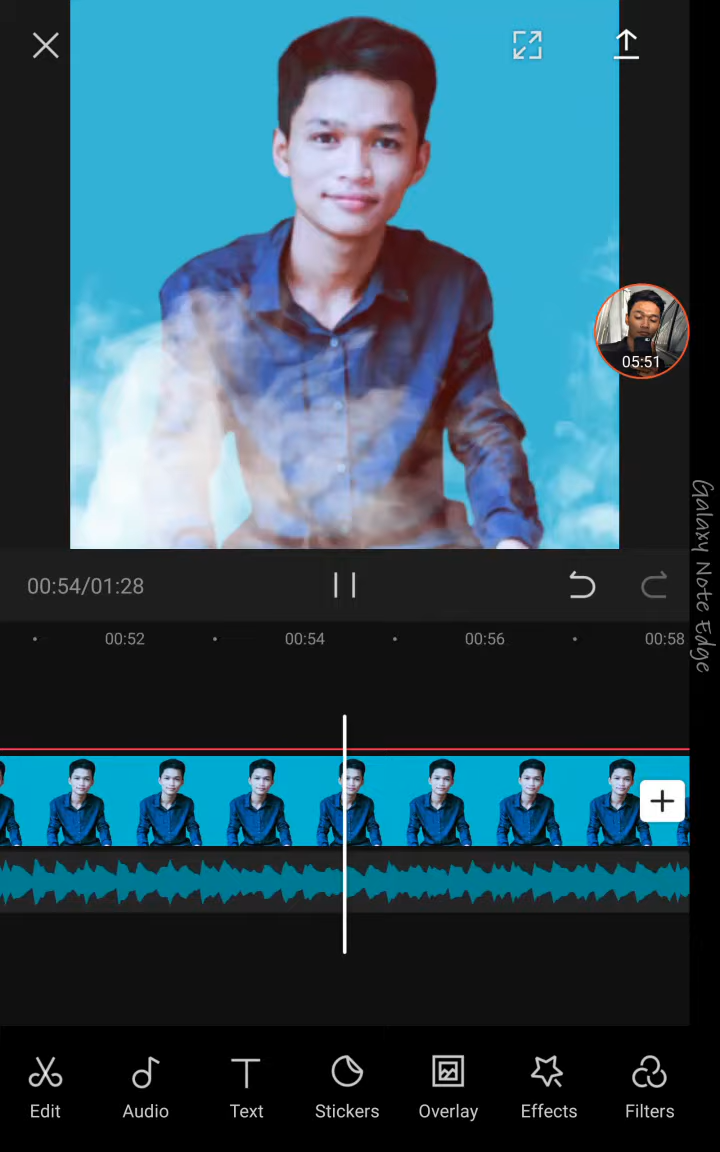 05:51
Galaxy Note Edge
00:54/01:28
00:52
00:54
00:56
00:58
Edit
Audio
Text
Stickers
Overlay
Effects
Filters